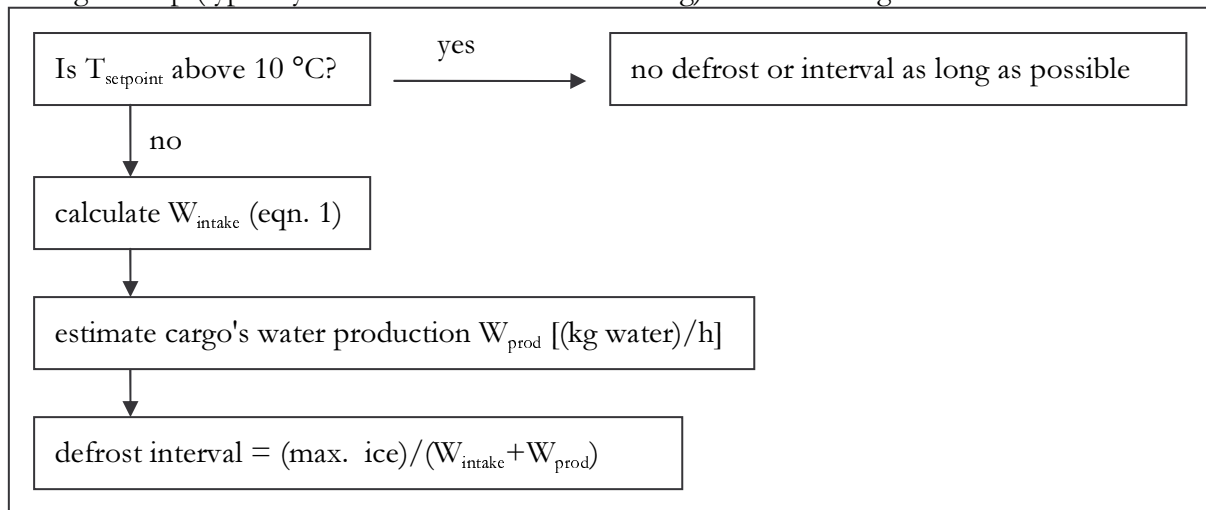 Is T_setpoint above 10 °C?
yes
no defrost or interval as long as possible
no
calculate W_intake (eqn. 1)
estimate cargo's water production W_prod [(kg water)/h]
defrost interval = (max. ice)/(W_intake+W_prod)